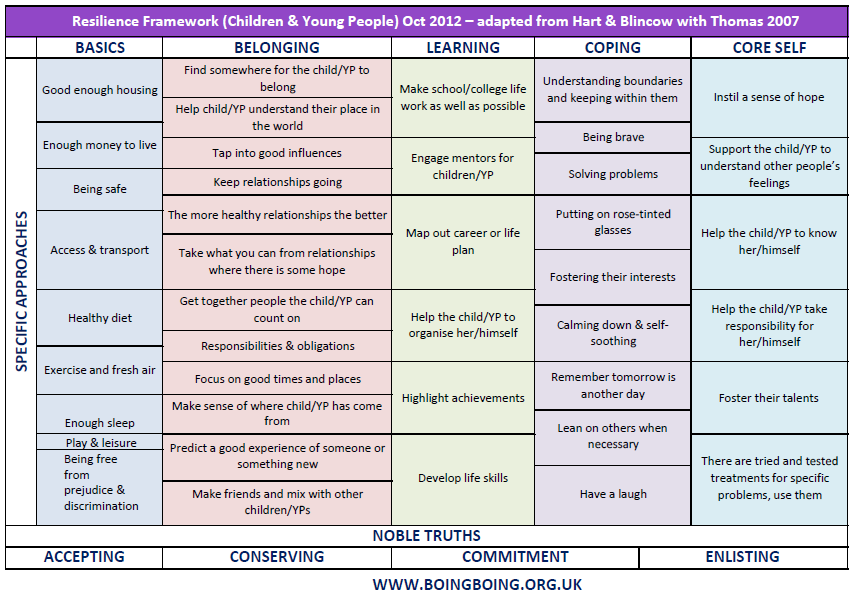 Resilience Framework (Children & Young People) Oct 2012 – adapted from Hart & Blincow with Thomas 2007
BASICS
BELONGING
LEARNING
COPING
CORE SELF
SPECIFIC APPROACHES
Good enough housing
Enough money to live
Being safe
Access & transport
Healthy diet
Exercise and fresh air
Enough sleep
Play & leisure
Being free
from
prejudice &
discrimination
Find somewhere for the child/YP to
belong
Help child/YP understand their place in
the world
Tap into good influences
Keep relationships going
The more healthy relationships the better
Take what you can from relationships
where there is some hope
Get together people the child/YP can
count on
Responsibilities & obligations
Focus on good times and places
Make sense of where child/YP has come
from
Predict a good experience of someone or
something new
Make friends and mix with other
children/YPs
Make school/college life
work as well as possible
Engage mentors for
children/YP
Map out career or life
plan
Help the child/YP to
organise her/himself
Highlight achievements
Develop life skills
Understanding boundaries
and keeping within them
Being brave
Solving problems
Putting on rose-tinted
glasses
Fostering their interests
Calming down & self-
soothing
Remember tomorrow is
another day
Lean on others when
necessary
Have a laugh
Instil a sense of hope
Support the child/YP to
understand other people's
feelings
Help the child/YP to know
her/himself
Help the child/YP take
responsibility for
her/himself
Foster their talents
There are tried and tested
treatments for specific
problems, use them
NOBLE TRUTHS
ACCEPTING
CONSERVING
COMMITMENT
ENLISTING
WWW.BOINGBOING.ORG.UK